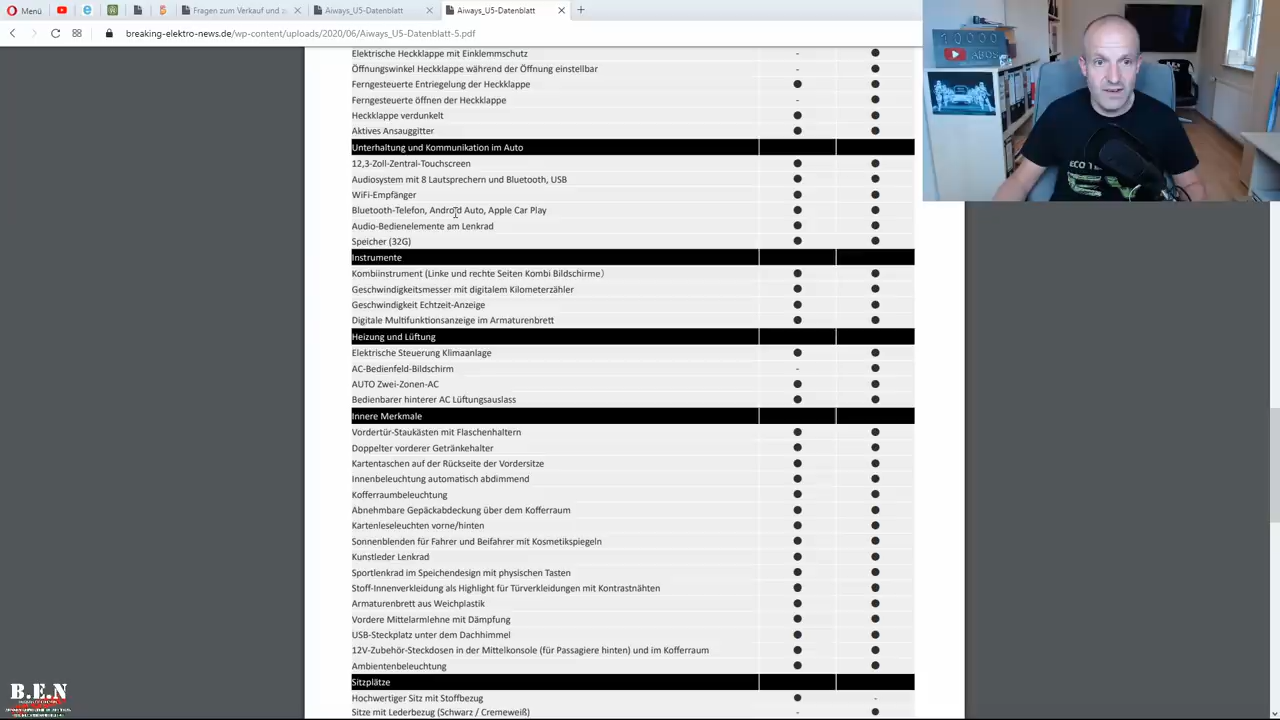 Menü
Fragen zum Verkauf und z
Aiways_U5-Datenblatt
Aiways_U5-Datenblatt
breaking-elektro-news.de/wp-content/uploads/2020/06/Aiways_U5-Datenblatt-5.pdf
Elektrische Heckklappe mit Einklemmschutz -
Öffnungswinkel Heckklappe während der Öffnung einstellbar -
Ferngesteuerte Entriegelung der Heckklappe
Ferngesteuerte öffnen der Heckklappe -
Heckklappe verdunkelt
Aktives Ansauggitter
Unterhaltung und Kommunikation im Auto
12,3-Zoll-Zentral-Touchscreen
Audiosystem mit 8 Lautsprechern und Bluetooth, USB
WiFi-Empfänger
Bluetooth-Telefon, Android Auto, Apple Car Play
Audio-Bedienelemente am Lenkrad
Speicher (32G)
Instrumente
Kombiinstrument (Linke und rechte Seiten Kombi Bildschirme)
Geschwindigkeitsmesser mit digitalem Kilometerzähler
Geschwindigkeit Echtzeit-Anzeige
Digitale Multifunktionsanzeige im Armaturenbrett
Heizung und Lüftung
Elektrische Steuerung Klimaanlage
AC-Bedienfeld-Bildschirm -
AUTO Zwei-Zonen-AC
Bedienbarer hinterer AC Lüftungsauslass
Innere Merkmale
Vordertür-Staukästen mit Flaschenhaltern
Doppelter vorderer Getränkehalter
Kartentaschen auf der Rückseite der Vordersitze
Innenbeleuchtung automatisch abdimmend
Kofferraumbeleuchtung
Abnehmbare Gepäckabdeckung über dem Kofferraum
Kartenleseleuchten vorne/hinten
Sonnenblenden für Fahrer und Beifahrer mit Kosmetikspiegeln
Kunstleder Lenkrad
Sportlenkrad im Speichendesign mit physischen Tasten
Stoff-Innenverkleidung als Highlight für Türverkleidungen mit Kontrastnähten
Armaturenbrett aus Weichplastik
Vordere Mittelarmlehne mit Dämpfung
USB-Steckplatz unter dem Dachhimmel
12V-Zubehör-Steckdosen in der Mittelkonsole (für Passagiere hinten) und im Kofferraum
Ambientenbeleuchtung
Sitzplätze
Hochwertiger Sitz mit Stoffbezug -
Sitze mit Lederbezug (Schwarz / Cremeweiß) -
10000
ABOS
ECO
B.E.N